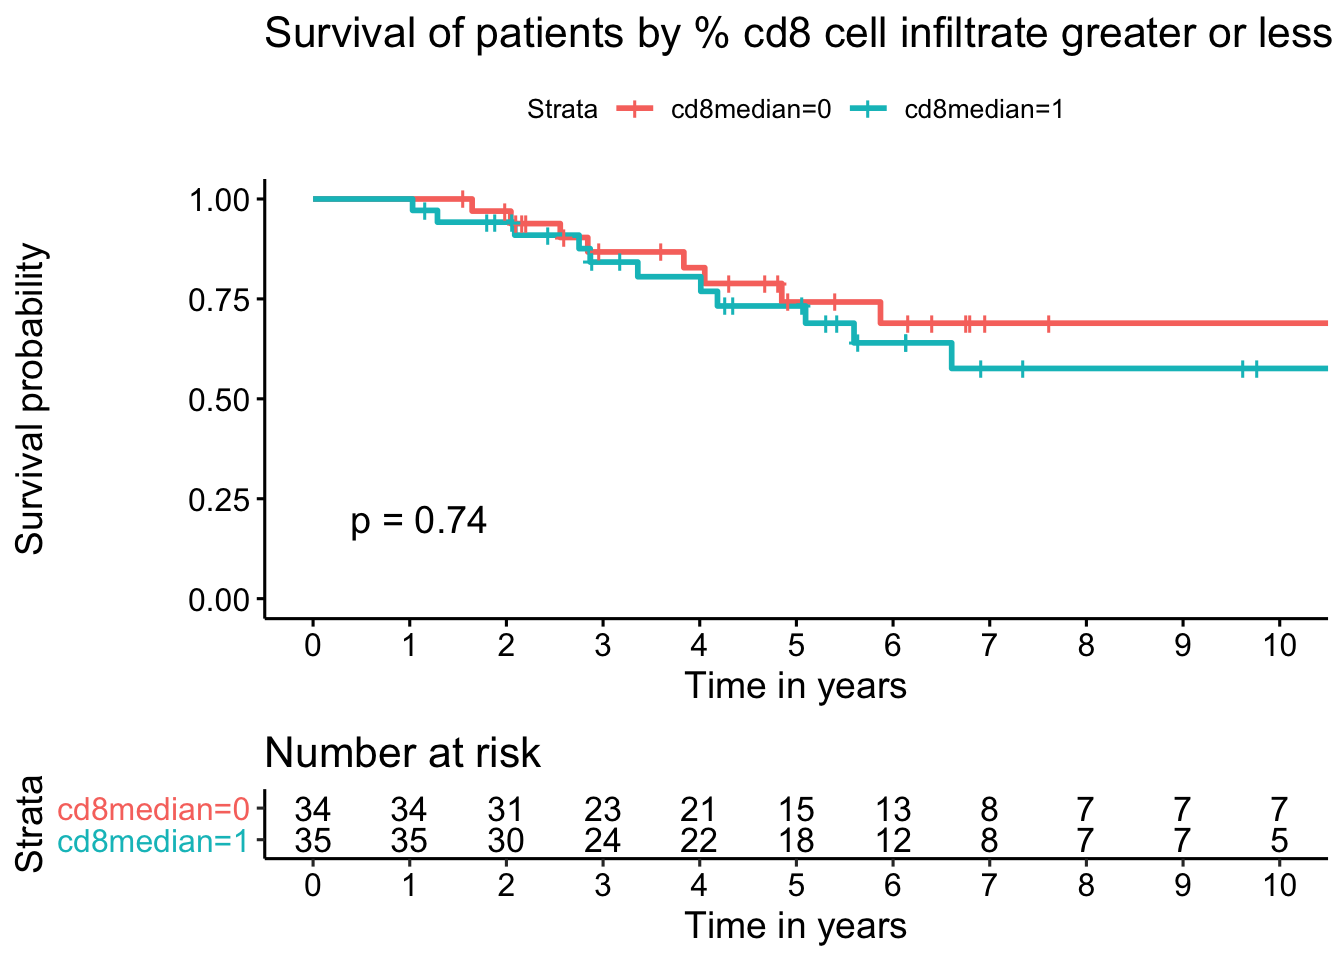 Survival of patients by % cd8 cell infiltrate greater or less
Strata cd8median=0 cd8median=1
Survival probability
1.00
0.75
0.50
0.25
0.00
p = 0.74
0 1 2 3 4 5 6 7 8 9 10
Time in years
Number at risk
Strata
cd8median=0 34 34 31 23 21 15 13 8 7 7 7
cd8median=1 35 35 30 24 22 18 12 8 7 7 5
0 1 2 3 4 5 6 7 8 9 10
Time in years